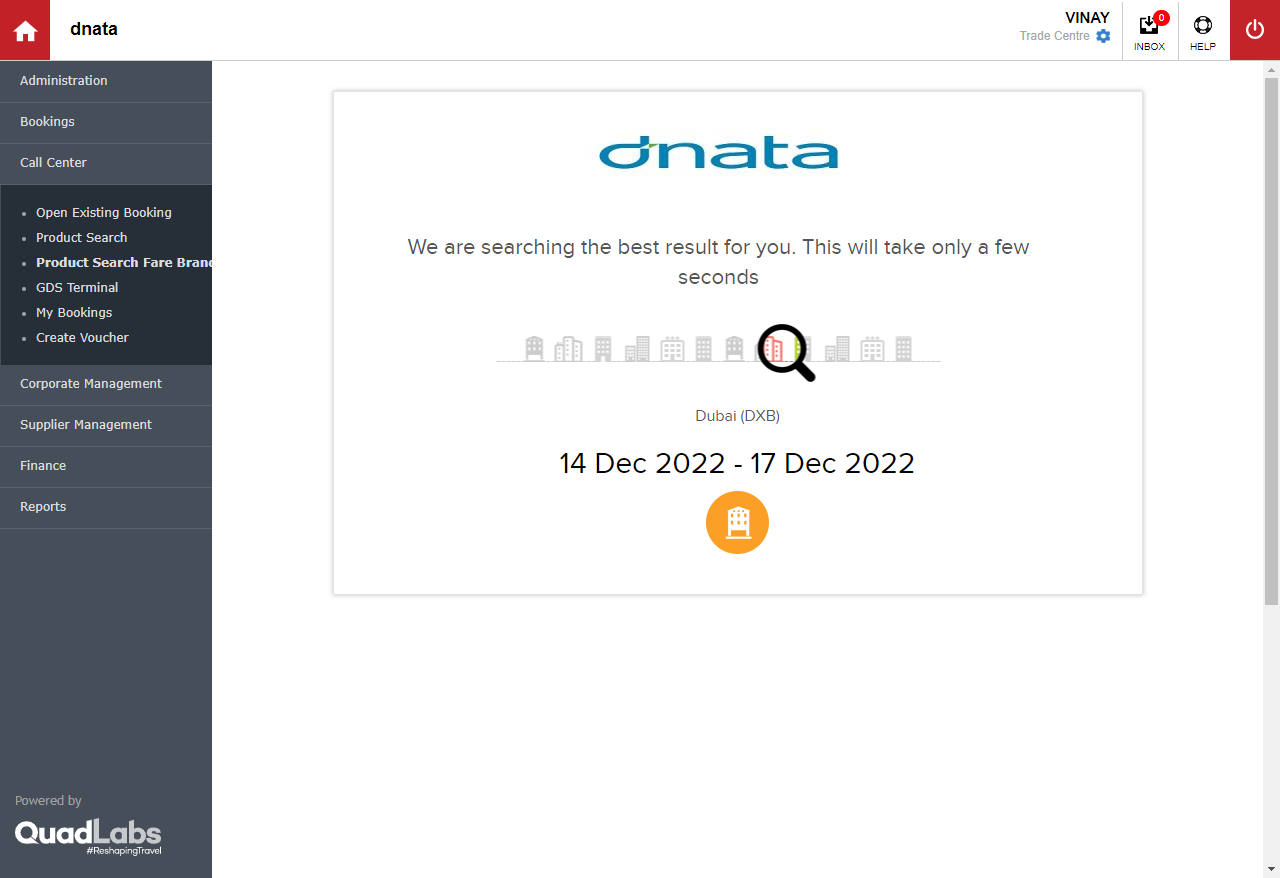 dnata
VINAY
Trade Centre
0
INBOX
HELP
Administration
Bookings
Call Center
Open Existing Booking
Product Search
Product Search Fare Brand
GDS Terminal
My Bookings
Create Voucher
Corporate Management
Supplier Management
Finance
Reports
Powered by
QuadLabs
#ReshapingTravel
dnata
We are searching the best result for you. This will take only a few
seconds
Dubai (DXB)
14 Dec 2022 - 17 Dec 2022